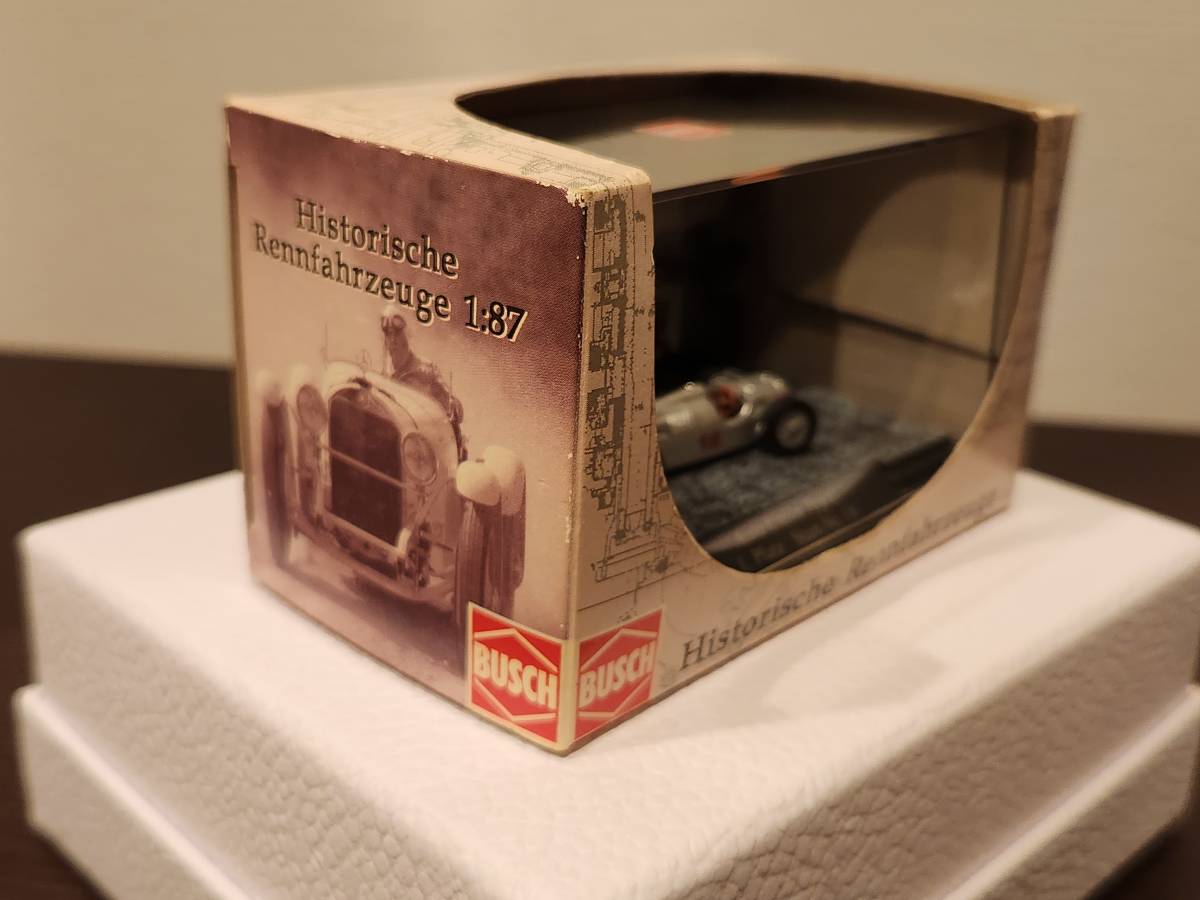 Historische
Rennfahrzeuge 1:87
BUSCH
BUSCH
Historische Rennfahrzeuge